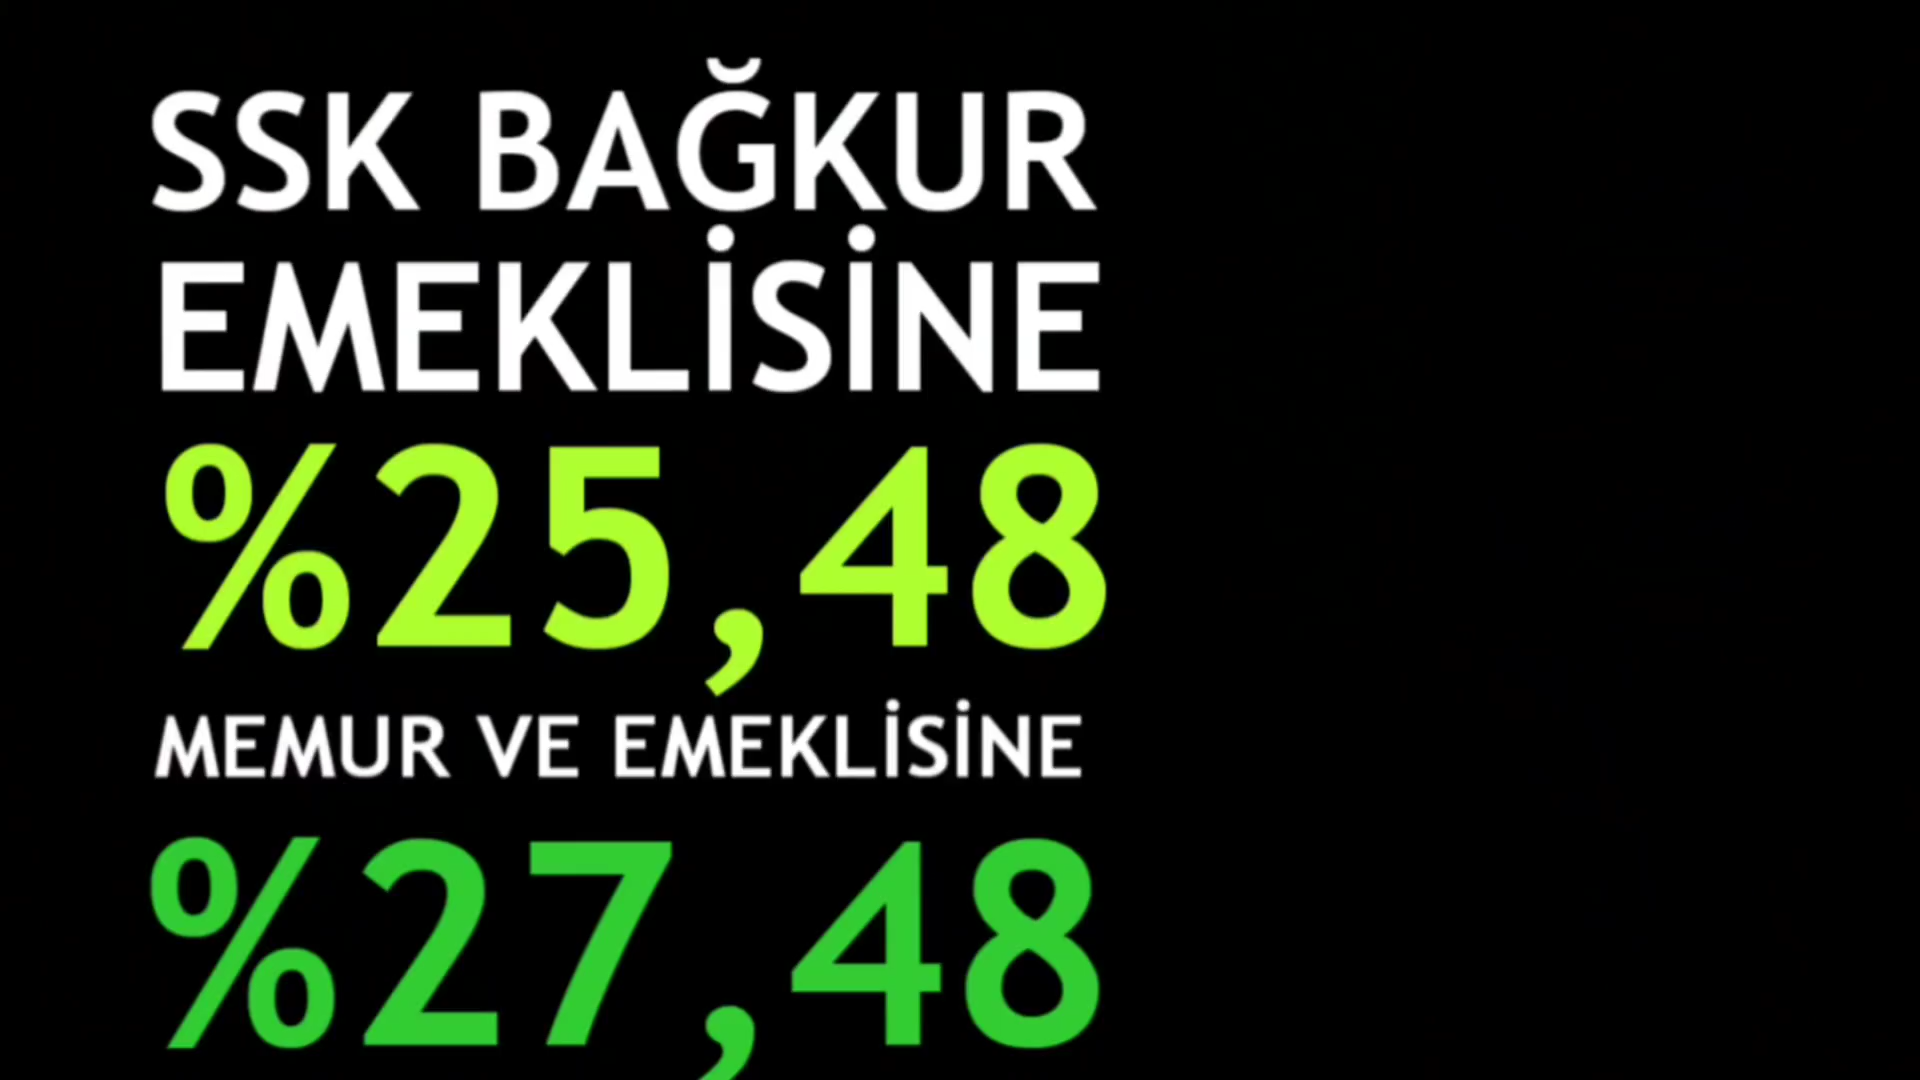 SSK BAĞKUR
EMEKLİSİNE
%25,48
MEMUR VE EMEKLİSİNE
%27,48